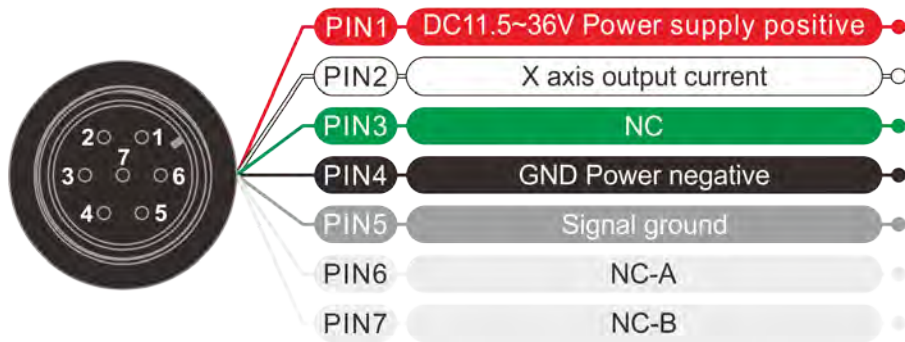 PIN1 DC11.5~36V Power supply positive
PIN2 X axis output current
PIN3 NC
PIN4 GND Power negative
PIN5 Signal ground
PIN6 NC-A
PIN7 NC-B
2 1
7
3 6
4 5